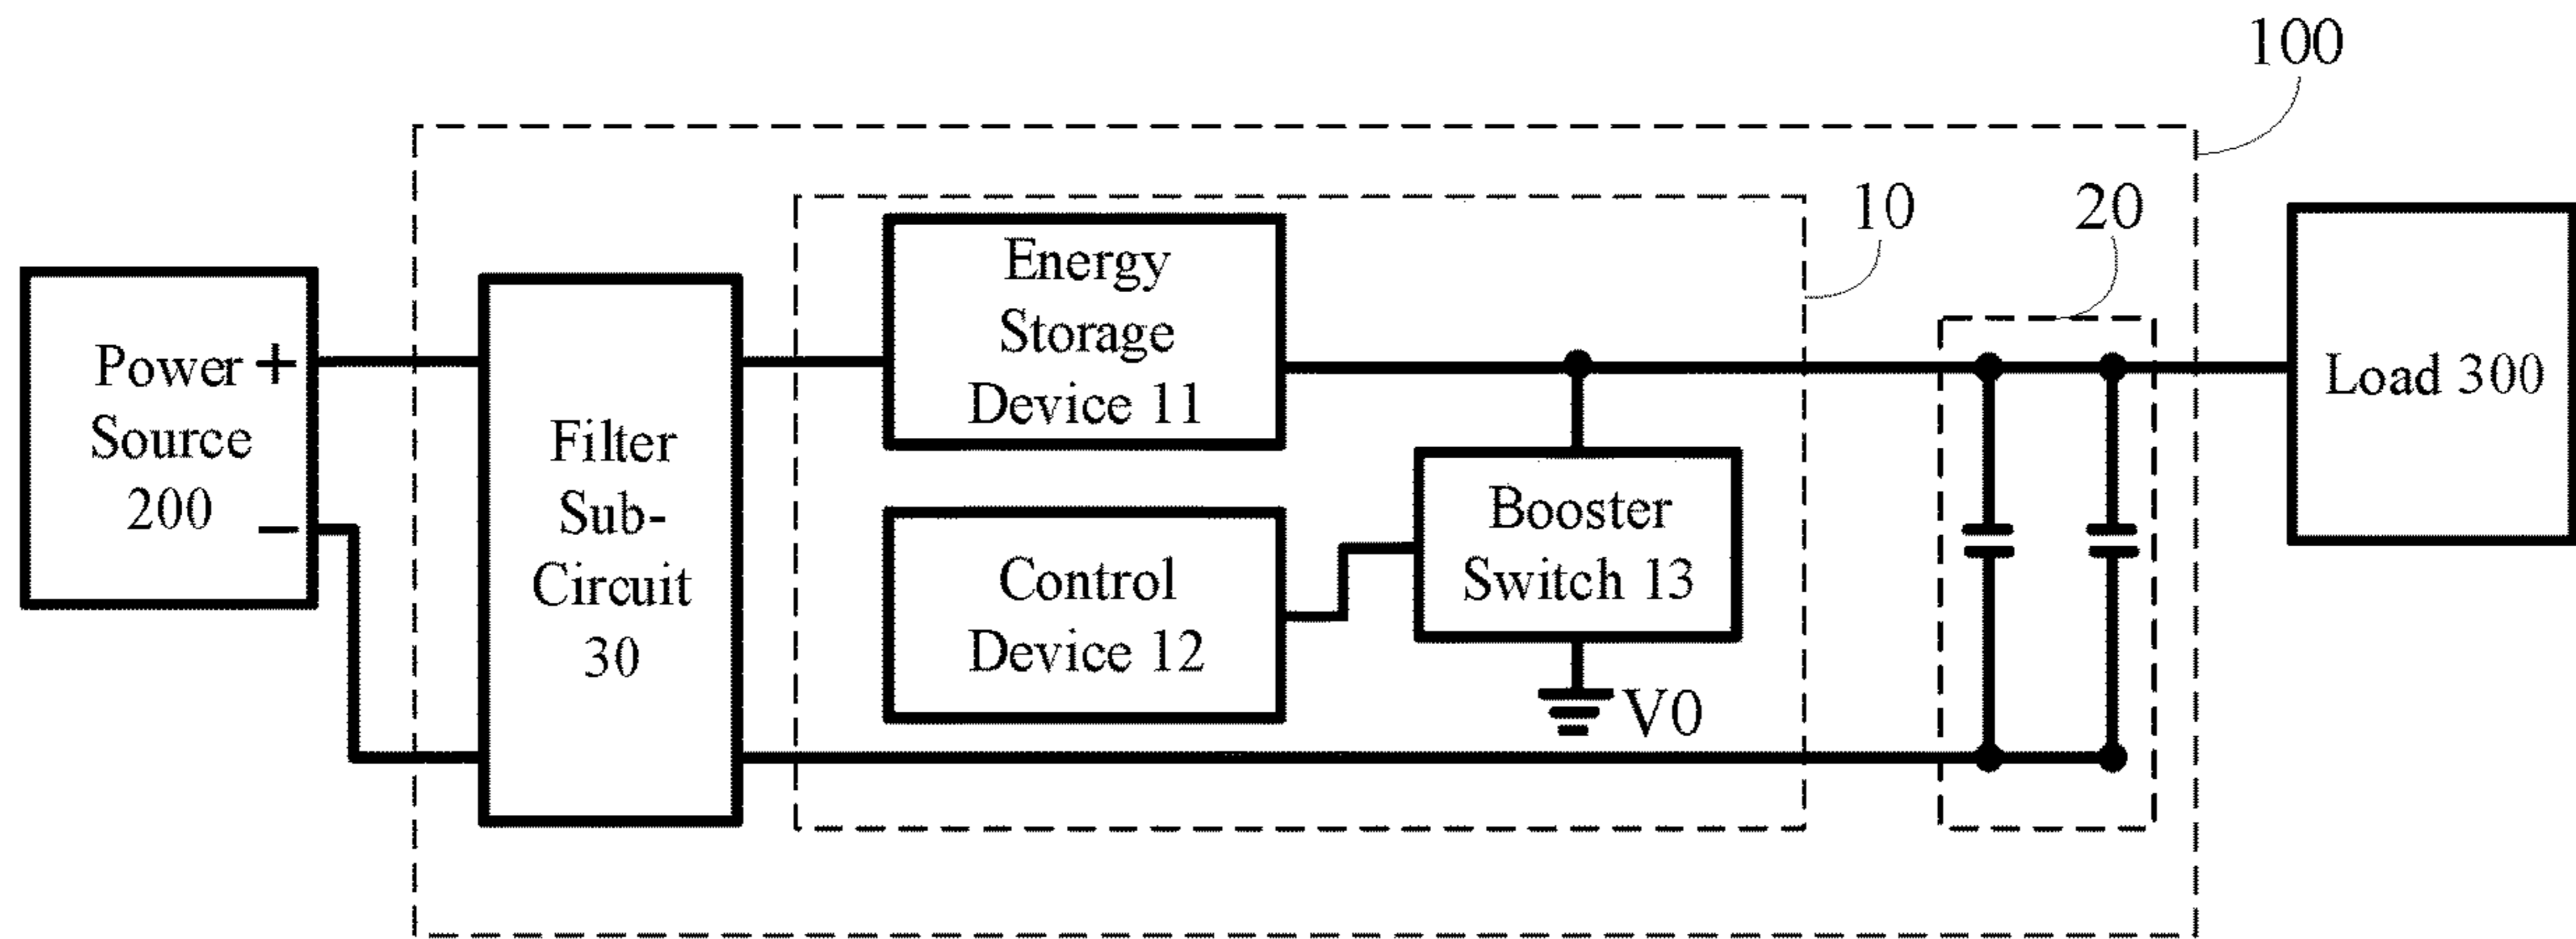 100
10
20
Energy
Storage
Device 11
Power +
Source
200 −
Filter
Sub-
Circuit
30
Control
Device 12
Booster
Switch 13
V0
Load 300